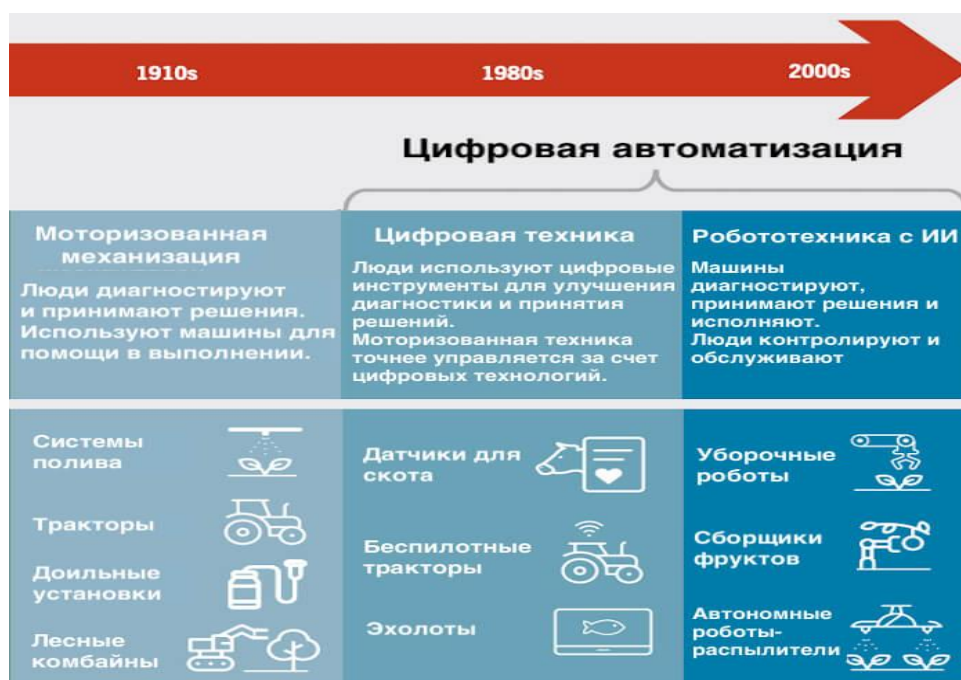 1910s
1980s
2000s
Цифровая автоматизация
Моторизованная
механизация
Люди диагностируют
и принимают решения.
Используют машины для
помощи в выполнении.
Цифровая техника
Люди используют цифровые
инструменты для улучшения
диагностики и принятия
решений.
Моторизованная техника
точнее управляется за счет
цифровых технологий.
Робототехника с ИИ
Машины
диагностируют,
принимают решения и
исполняют.
Люди контролируют и
обслуживают
Системы
полива
Тракторы
Доильные
установки
Лесные
комбайны
Датчики для
скота
Беспилотные
тракторы
Эхолоты
Уборочные
роботы
Сборщики
фруктов
Автономные
роботы-
распылители